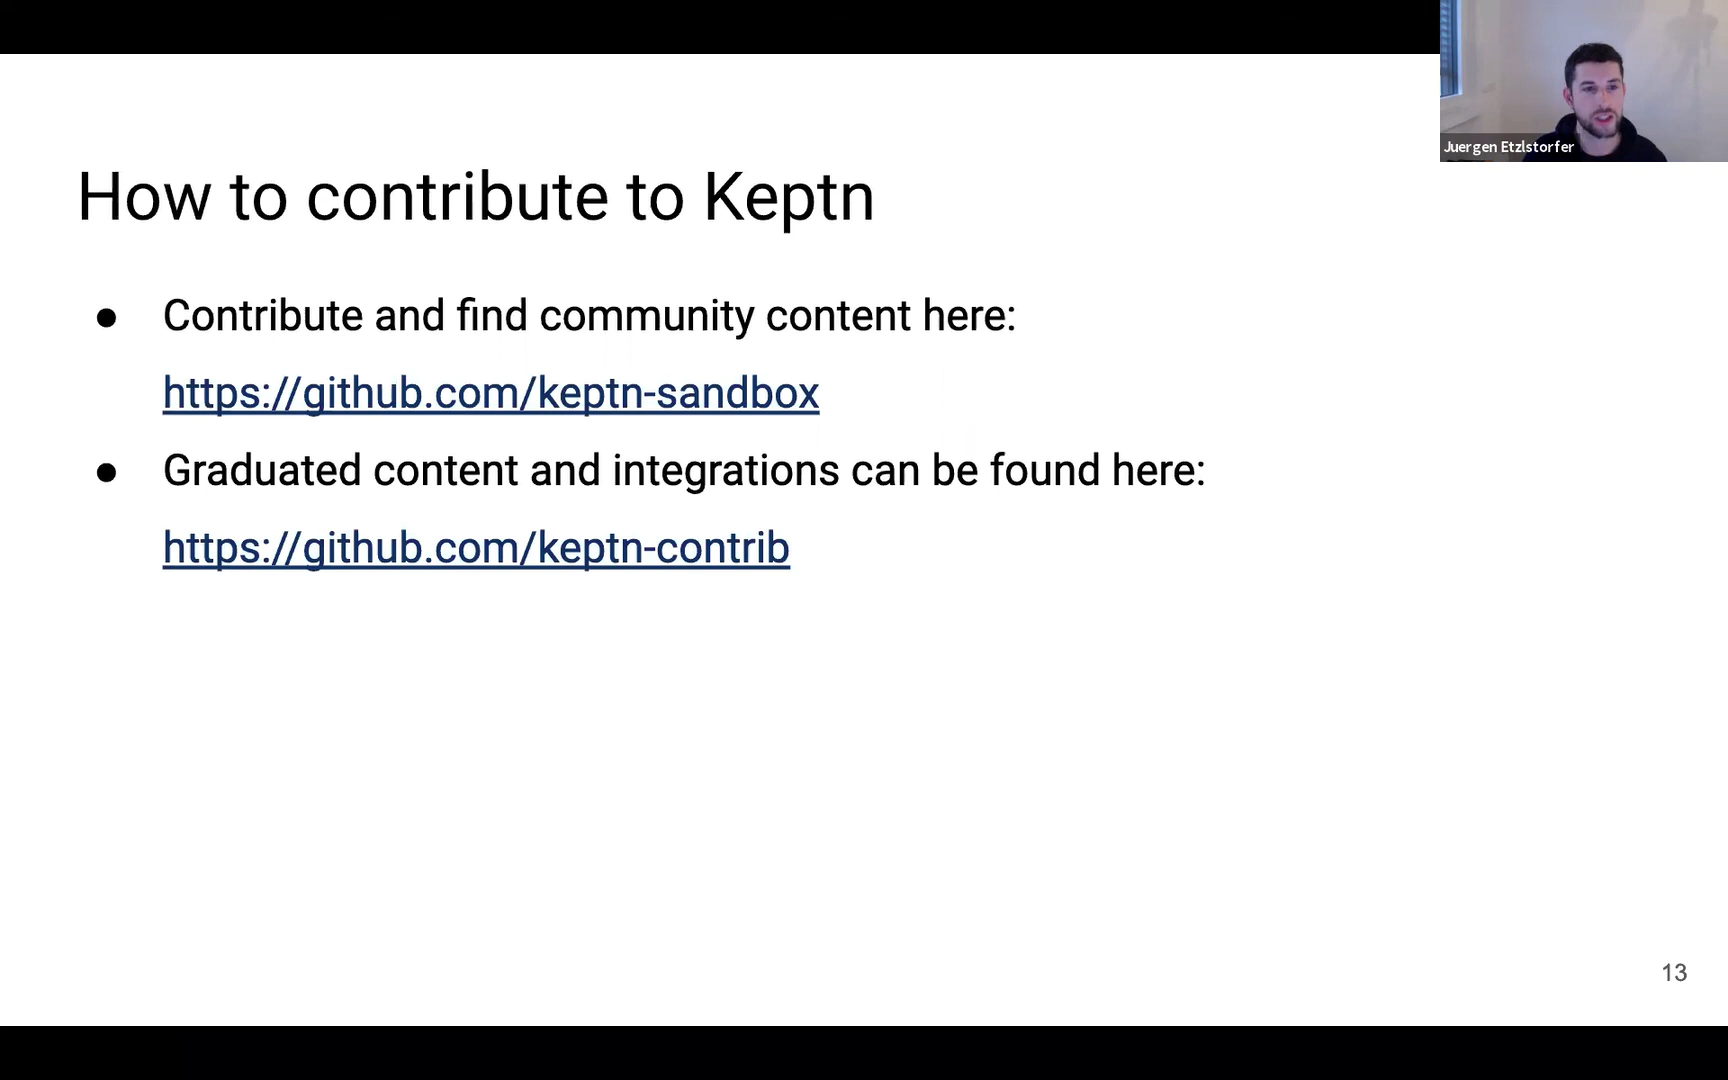 Juergen Etzlstorfer
How to contribute to Keptn
● Contribute and find community content here:
https://github.com/keptn-sandbox
● Graduated content and integrations can be found here:
https://github.com/keptn-contrib
13